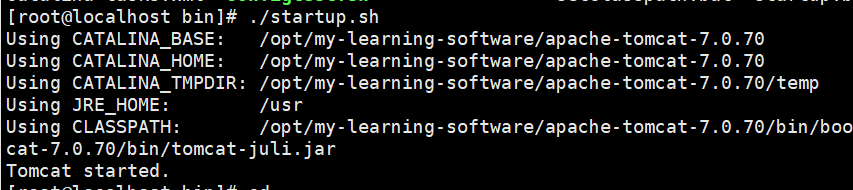 [root@localhost bin]# ./startup.sh
Using CATALINA_BASE:   /opt/my-learning-software/apache-tomcat-7.0.70
Using CATALINA_HOME:   /opt/my-learning-software/apache-tomcat-7.0.70
Using CATALINA_TMPDIR: /opt/my-learning-software/apache-tomcat-7.0.70/temp
Using JRE_HOME:        /usr
Using CLASSPATH:       /opt/my-learning-software/apache-tomcat-7.0.70/bin/boo
cat-7.0.70/bin/tomcat-juli.jar
Tomcat started.